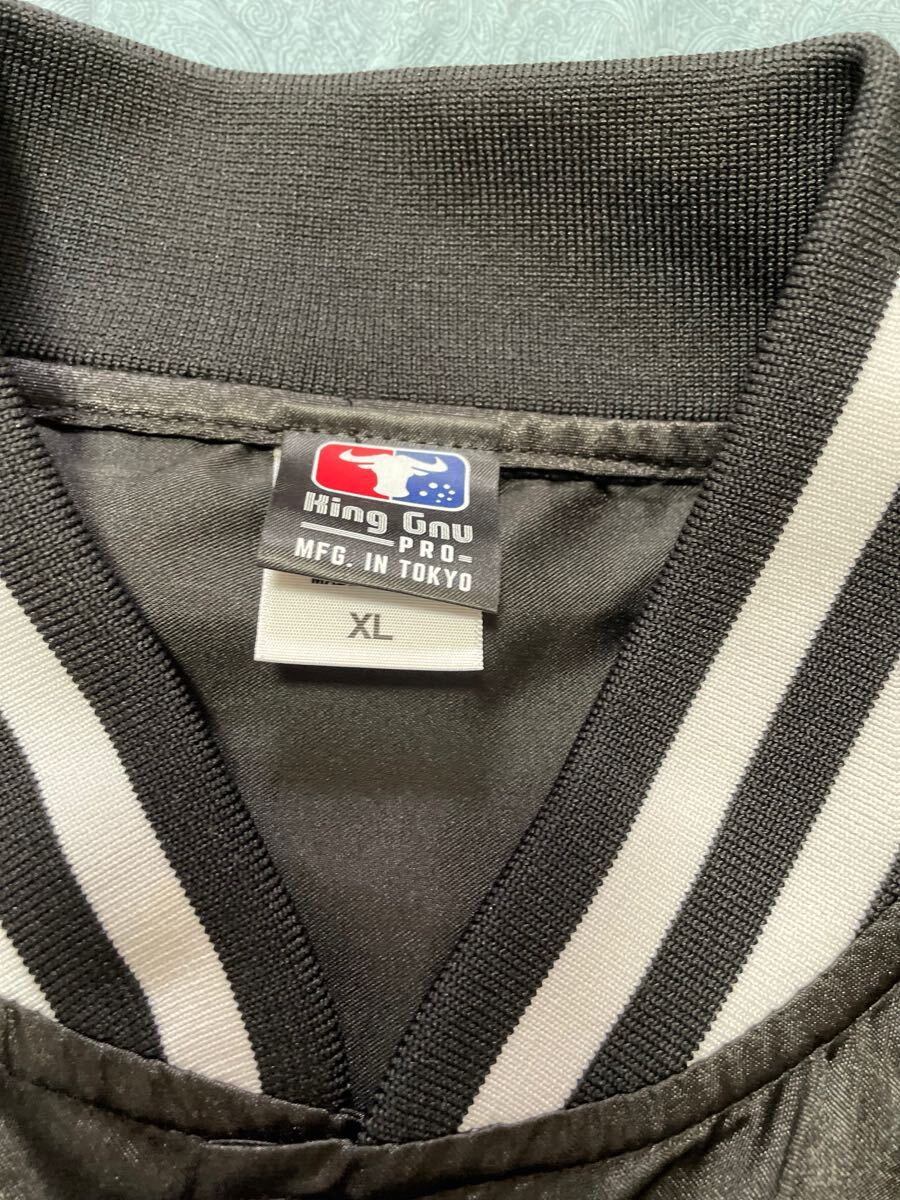 King Gnu
PRO
MFG. IN TOKYO
XL